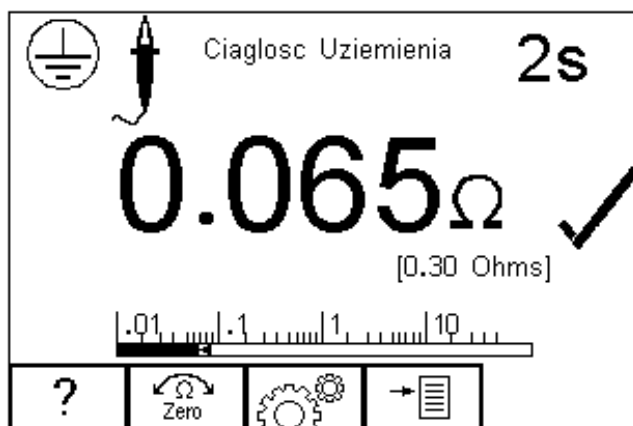 Ciaglosc Uziemienia
2s
0.065Ω
[0.30 Ohms]
.01 .1 1 10
?
Ω
Zero